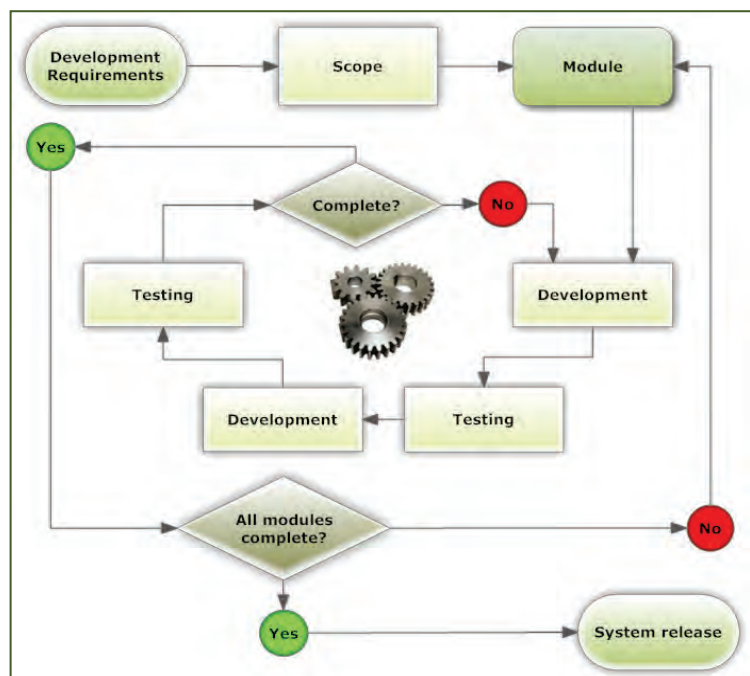 Development
Requirements
Scope
Module
Yes
Complete?
No
Testing
Development
Development
Testing
All modules
complete?
No
Yes
System release